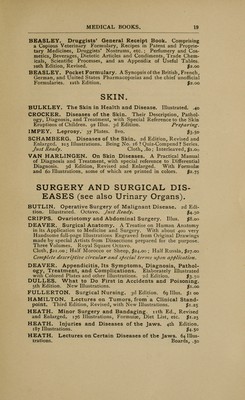 MEDICAL BOOKS. 19
BEASLEY, Druggists' General Receipt Book. Comprising
a Copious Veterinary Formulary, Recipes in Patent and Proprie-
tary Medicines, Druggists' Nostrums, etc.; Perfumery and Cos-
metics, Beverages, Dietetic Articles and Condiments, Trade Chem-
icals, Scientific Processes, and an Appendix of Useful Tables.
10th Edition, Revised. $2.00
BEASLEY. Pocket Formulary. A Synopsis of the British, French,
German, and United States Pharmacopœias and the chief unofficial
Formularies. 12th Edition. $2.00
SKIN.
BULKLEY. The Skin in Health and Disease. Illustrated. .40
CROCKER. Diseases of the Skin. Their Description, Pathol-
ogy, Diagnosis, and Treatment, with Special Reference to the Skin
Eruptions of Children. 92 Illus. 3d Edition. Preparing.
IMPEY. Leprosy. 37 Plates. 8vo. $3.50
SCHAMBERG. Diseases of the Skin. 2d Edition, Revised and
Enlarged. 105 Illustrations. Being No. 16 ? Quiz-Compend? Series.
Just Ready. Cloth, .80; Interleaved, $1.00
VAN HARLINGEN. On Skin Diseases. A Practical Manual
of Diagnosis and Treatment, with special reference to Differential
Diagnosis. 3d Edition, Revised and Enlarged. With Formulæ
and 60 Illustrations, some of which are printed in colors. $2.75
SURGERY AND SURGICAL DIS-
EASES (see also Urinary Organs).
BUTLIN. Operative Surgery of Malignant Disease. 2d Edi-
tion. Illustrated. Octavo. Just Ready. $4.50
CRIPPS. Ovariotomy and Abdominal Surgery. Illus. $8.00
DEAVER. Surgical Anatomy. A Treatise on Human Anatomy
in its Application to Medicine and Surgery. With about 400 very
Handsome full-page Illustrations Engraved from Original Drawings
made by special Artists from Dissections prepared for the purpose.
Three Volumes. Royal Square Octavo.
Cloth, $21.00; Half Morocco or Sheep, $24.00; Half Russia, $27.00
Complete descriptive circular and special terms upon application.
DEAVER. Appendicitis, Its Symptoms, Diagnosis, Pathol-
ogy, Treatment, and Complications. Elaborately Illustrated
with Colored Plates and other Illustrations. 2d Edition. $3.50
DULLES. What to Do First in Accidents and Poisoning.
5th Edition. New Illustrations. $1.00
FULLERTON. Surgical Nursing. 3d Edition. 69 Illus. $1.00
HAMILTON. Lectures on Tumors, from a Clinical Stand-
point. Third Edition, Revised, with New Illustrations. $1.25
HEATH. Minor Surgery and Bandaging. 11th Ed., Revised
and Enlarged. 176 Illustrations, Formulæ, Diet List, etc. $1.25
HEATH. Injuries and Diseases of the Jaws. 4th Edition.
187 Illustrations. $4.50
HEATH. Lectures on Certain Diseases of the Jaws. 64 Illus-
trations. Boards, .50